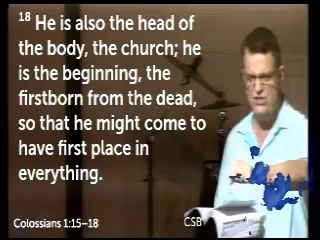 18 He is also the head of
the body, the church; he
is the beginning, the
firstborn from the dead,
so that he might come to
have first place in
everything.
Colossians 1:15–18
CSB